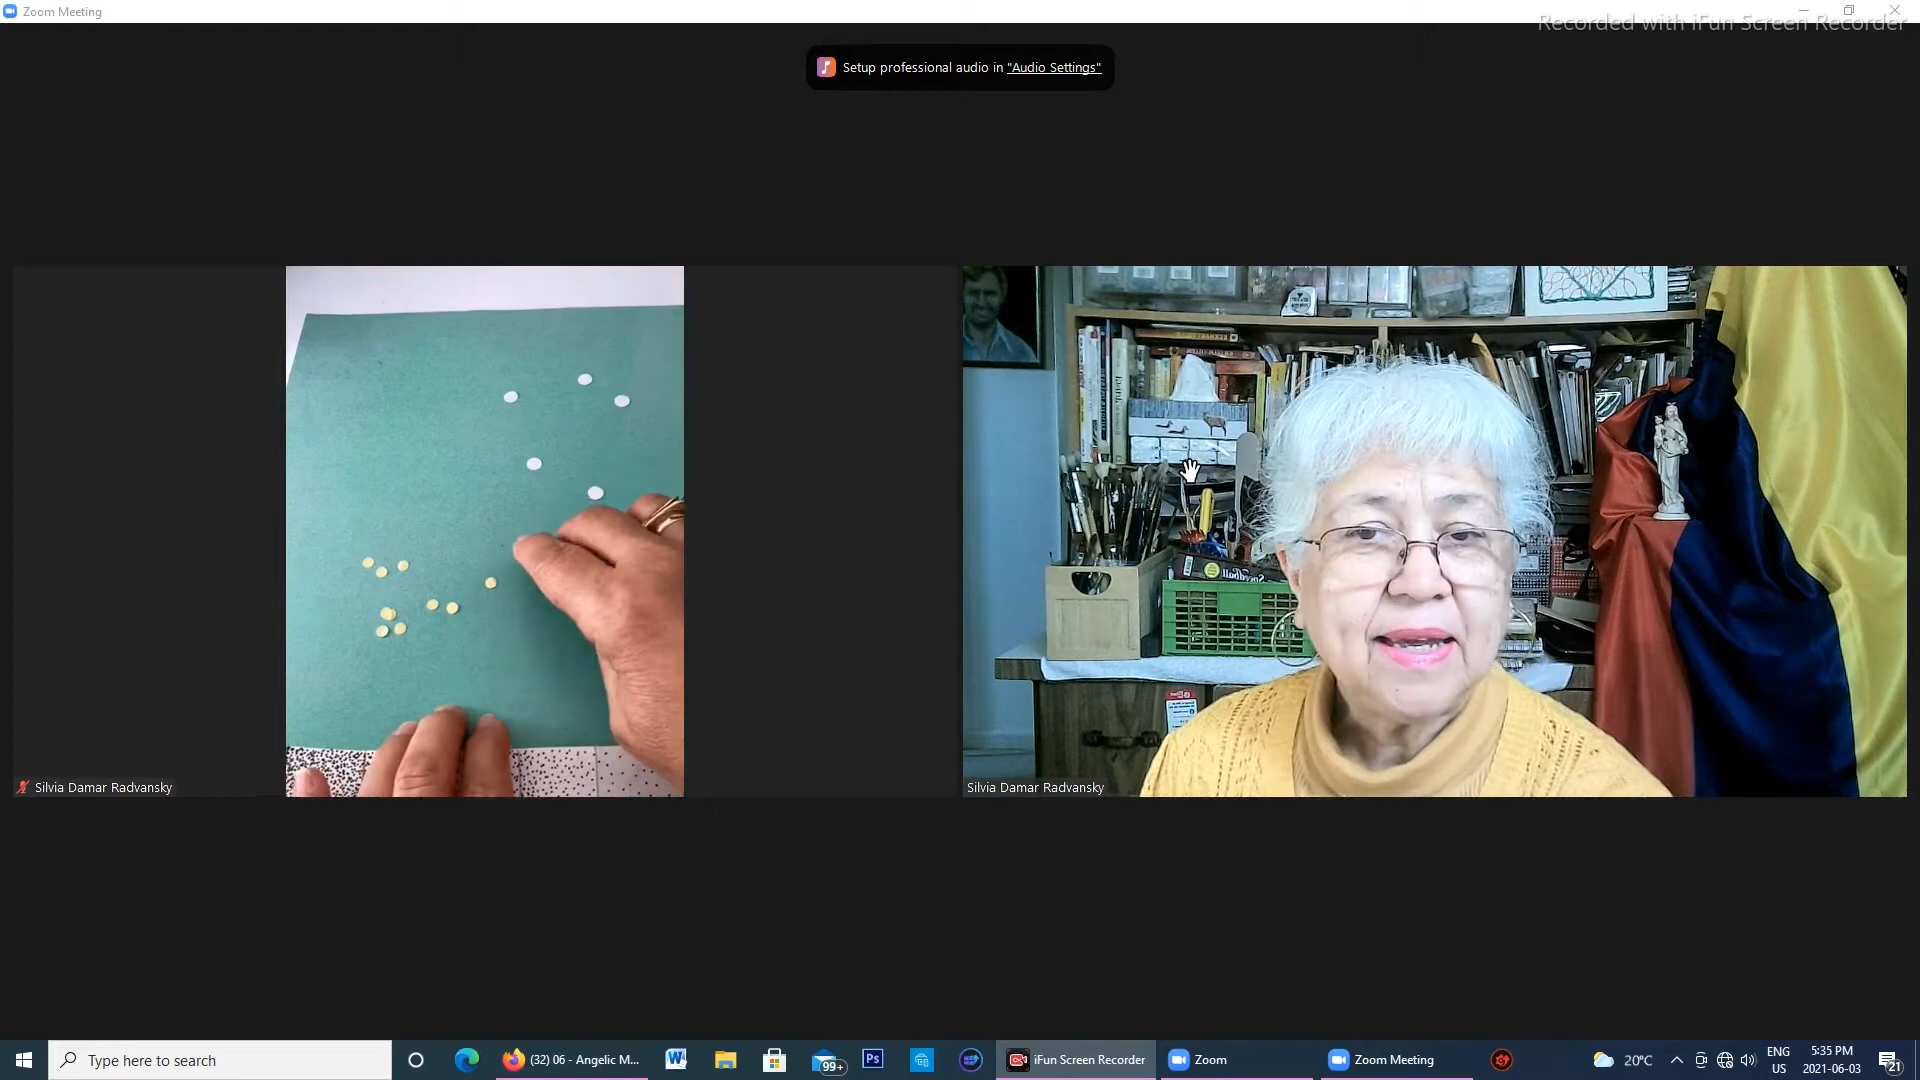 Zoom Meeting
Recorded with iFun Screen Recorder
Setup professional audio in "Audio Settings"
Silvia Damar Radvansky
Silvia Damar Radvansky
Type here to search
(32) 06 - Angelic M...
99+
Ps
iFun Screen Recorder
Zoom
Zoom Meeting
20°C
ENG
US
5:35 PM
2021-06-03
21